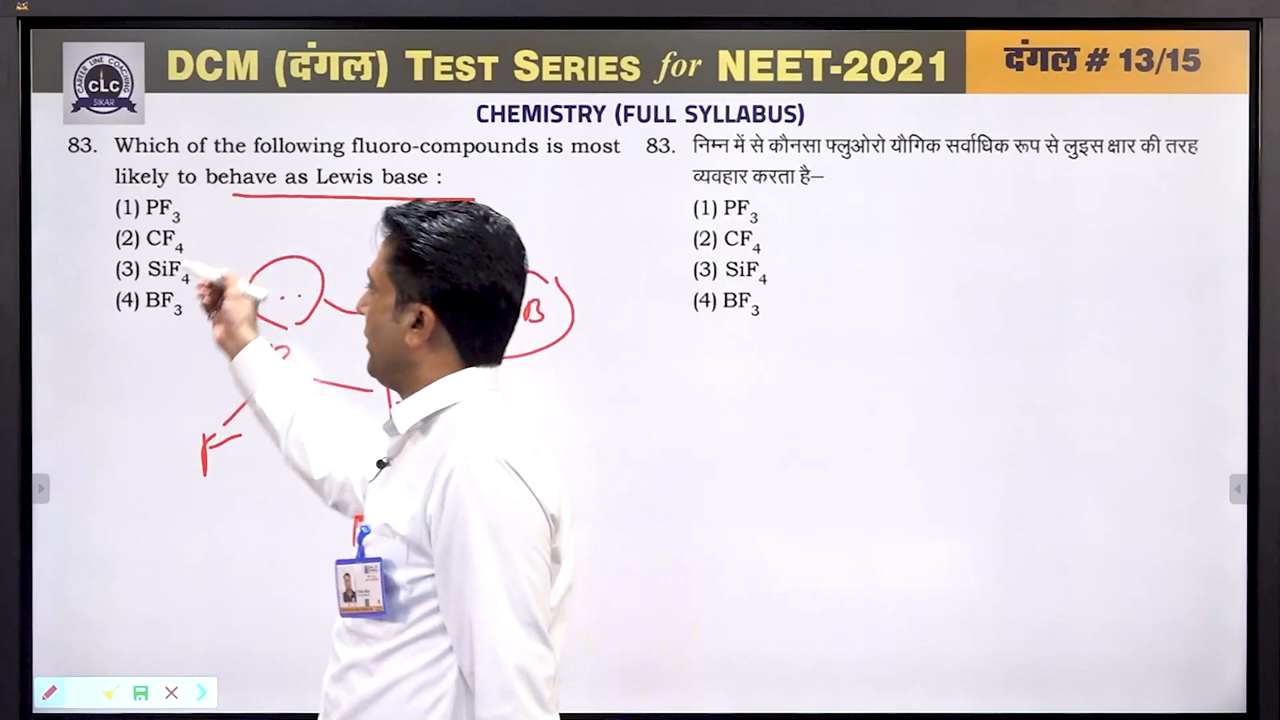 CAREER LINE COACHING
CLC
SIKAR
DCM (दंगल) TEST SERIES for NEET-2021
दंगल # 13/15
CHEMISTRY (FULL SYLLABUS)
83. Which of the following fluoro-compounds is most
likely to behave as Lewis base :
(1) PF3
(2) CF4
(3) SiF4
(4) BF3
83. निम्न में से कौनसा फ्लुओरो यौगिक सर्वाधिक रूप से लुइस क्षार की तरह
व्यवहार करता है–
(1) PF3
(2) CF4
(3) SiF4
(4) BF3
B
F